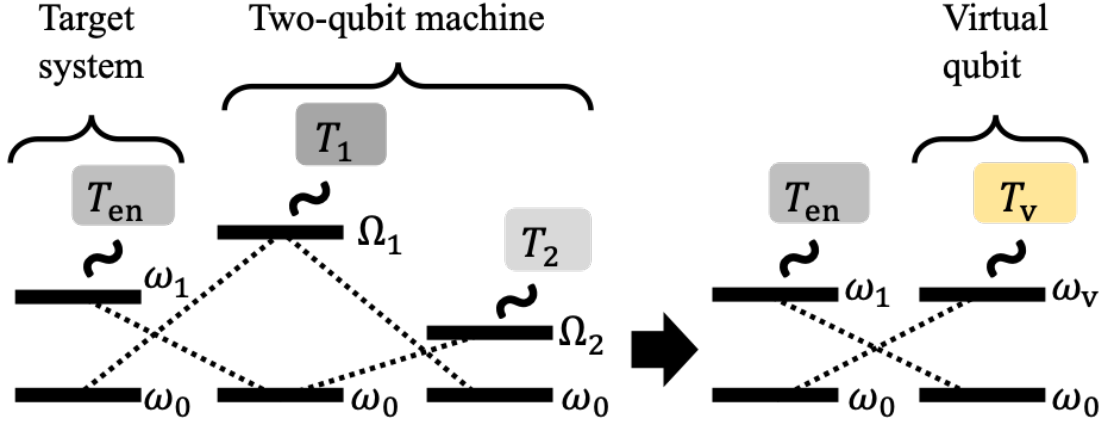 Target
system
Two-qubit machine
Virtual
qubit
T₁
Tₑₙ
T₂
Tₑₙ
Tᵥ
Ω₁
ω₁
Ω₂
ω₁
ωᵥ
ω₀
ω₀
ω₀
ω₀
ω₀